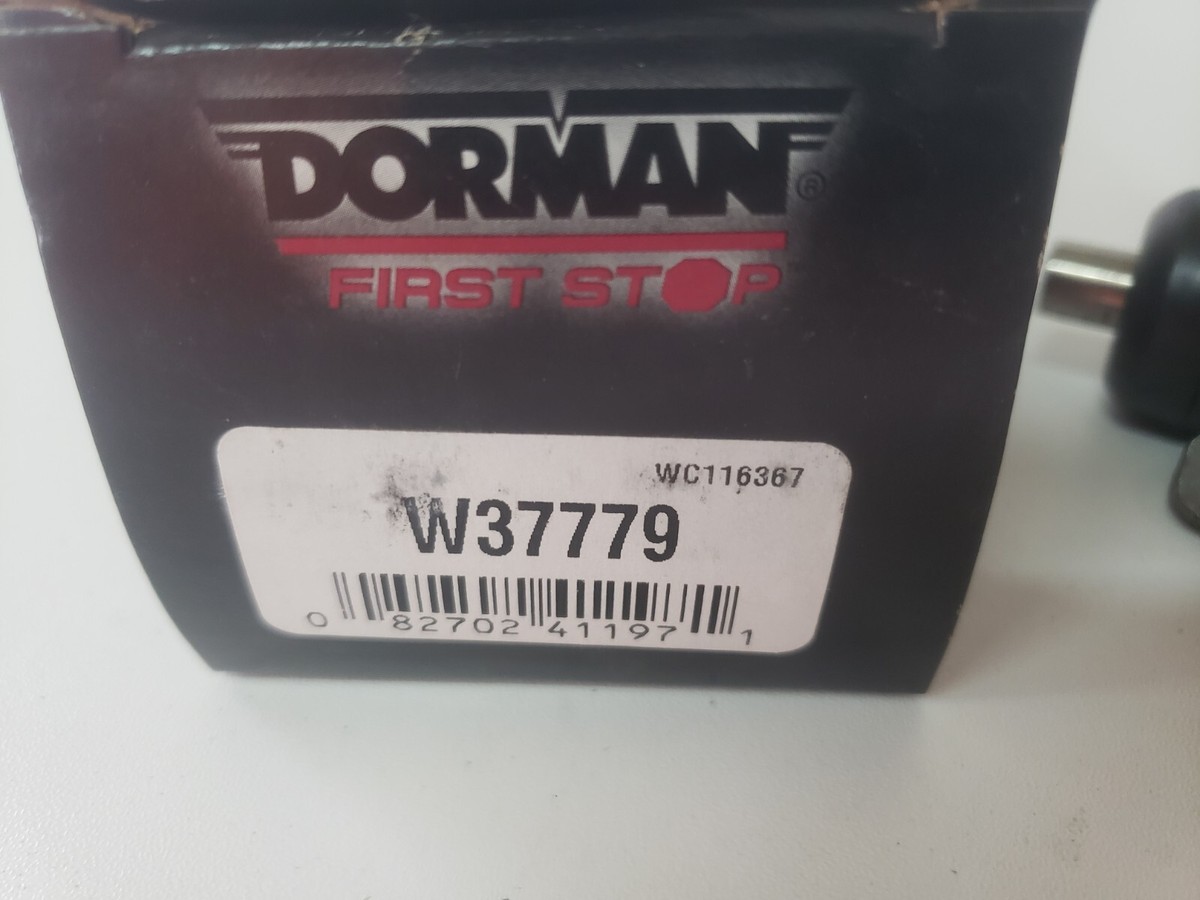 DORMAN®
FIRST STOP
WC116367
W37779
0 82702 41197 1